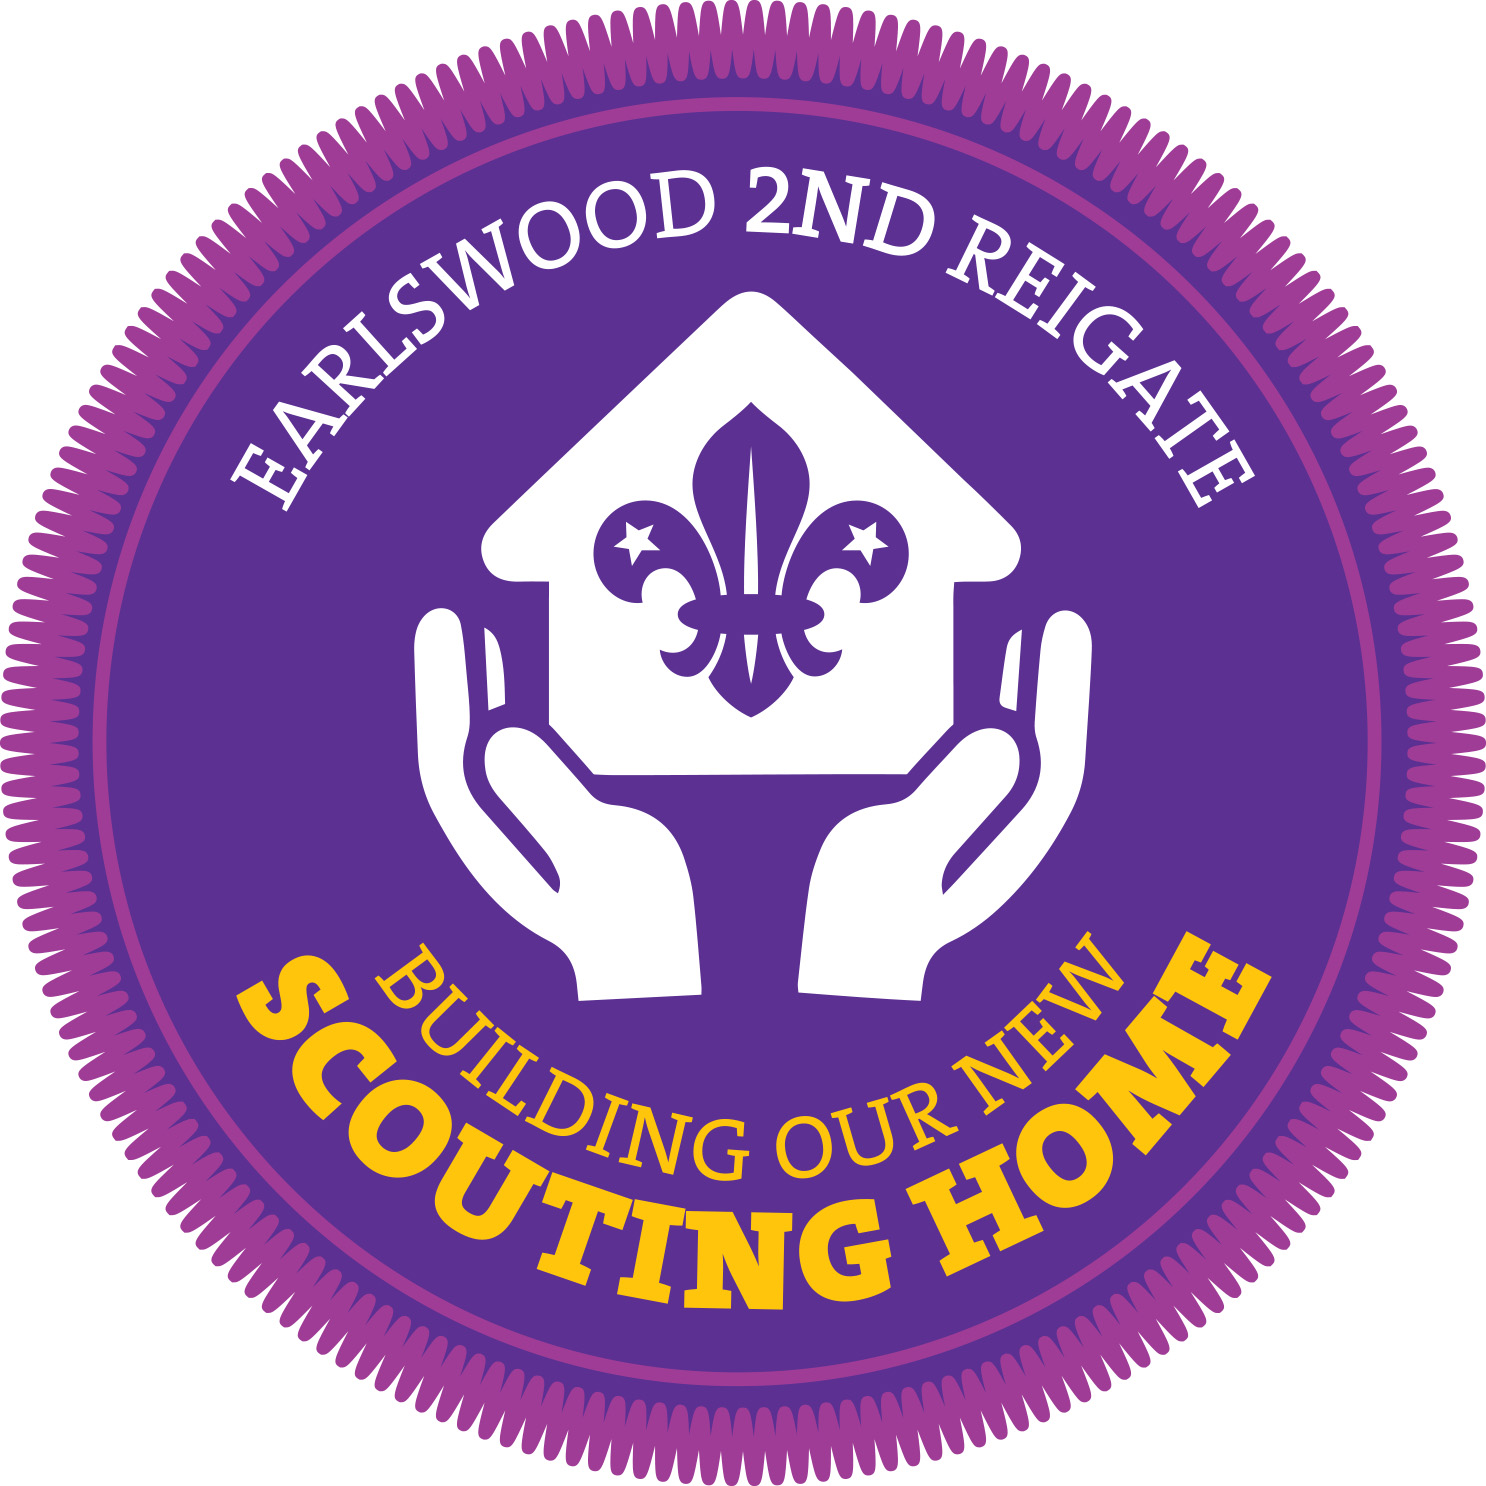 EARLSWOOD 2ND REIGATE
BUILDING OUR NEW
SCOUTING HOME